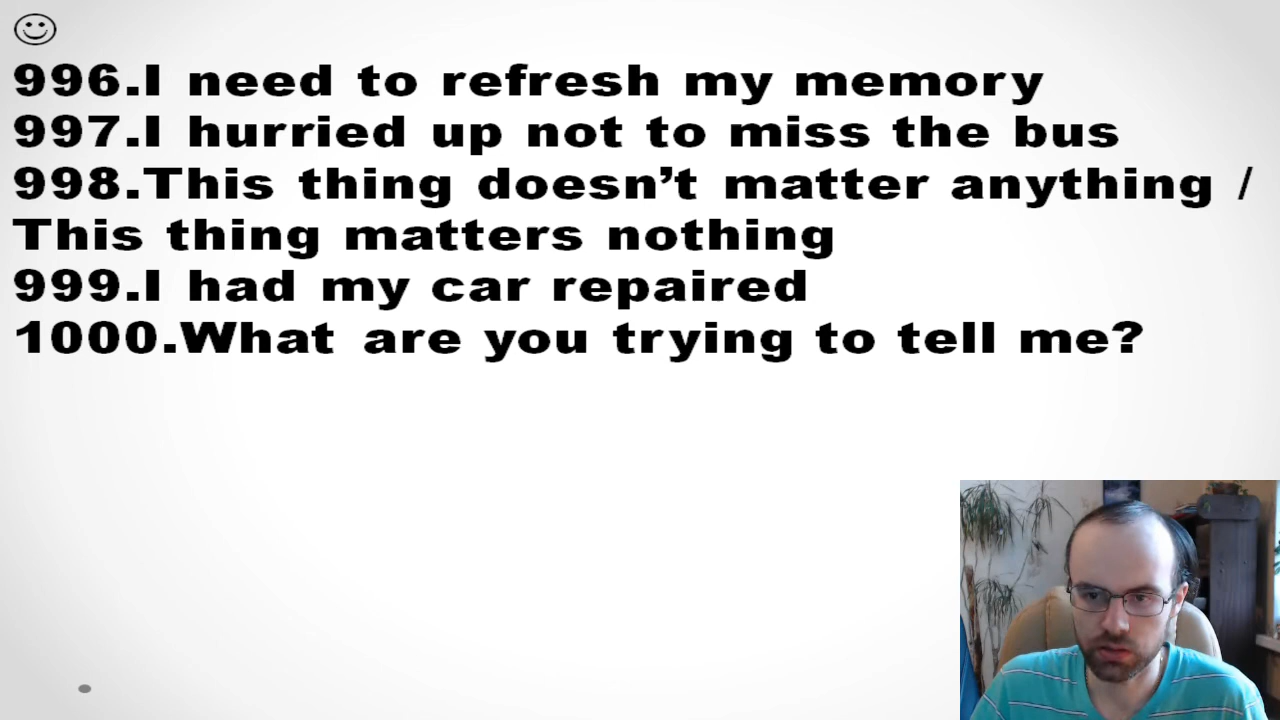 996.I need to refresh my memory
997.I hurried up not to miss the bus
998.This thing doesn’t matter anything /
This thing matters nothing
999.I had my car repaired
1000.What are you trying to tell me?